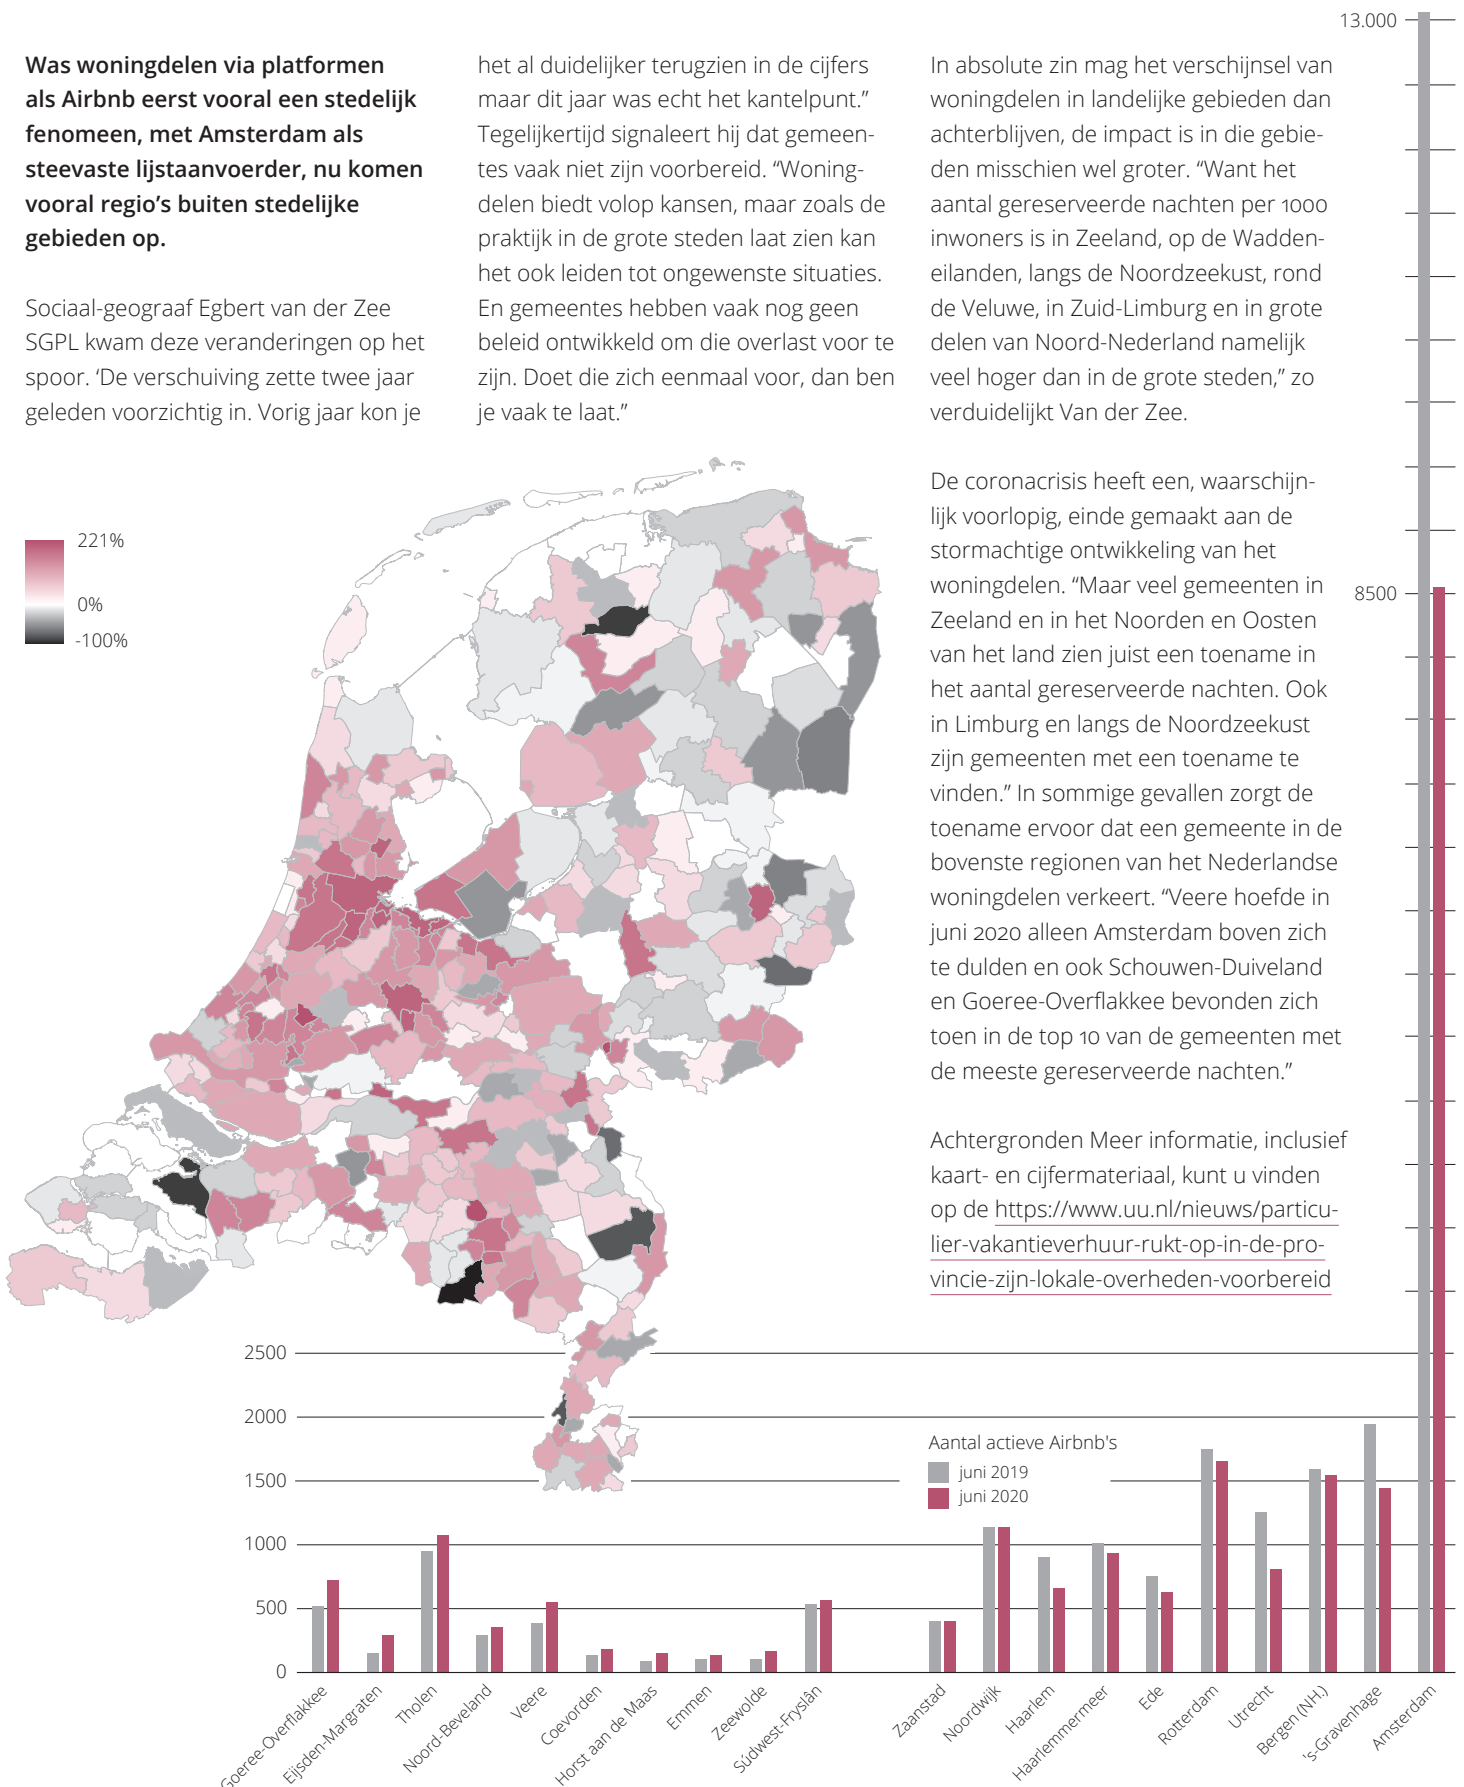 Was woningdelen via platformen
als Airbnb eerst vooral een stedelijk
fenomeen, met Amsterdam als
steevaste lijstaanvoerder, nu komen
vooral regio’s buiten stedelijke
gebieden op.
Sociaal-geograaf Egbert van der Zee
SGPL kwam deze veranderingen op het
spoor. ‘De verschuiving zette twee jaar
geleden voorzichtig in. Vorig jaar kon je
het al duidelijker terugzien in de cijfers
maar dit jaar was echt het kantelpunt.”
Tegelijkertijd signaleert hij dat gemeen-
tes vaak niet zijn voorbereid. “Woning-
delen biedt volop kansen, maar zoals de
praktijk in de grote steden laat zien kan
het ook leiden tot ongewenste situaties.
En gemeentes hebben vaak nog geen
beleid ontwikkeld om die overlast voor te
zijn. Doet die zich eenmaal voor, dan ben
je vaak te laat.”
In absolute zin mag het verschijnsel van
woningdelen in landelijke gebieden dan
achterblijven, de impact is in die gebie-
den misschien wel groter. “Want het
aantal gereserveerde nachten per 1000
inwoners is in Zeeland, op de Wadden-
eilanden, langs de Noordzeekust, rond
de Veluwe, in Zuid-Limburg en in grote
delen van Noord-Nederland namelijk
veel hoger dan in de grote steden,” zo
verduidelijkt Van der Zee.
De coronacrisis heeft een, waarschijn-
lijk voorlopig, einde gemaakt aan de
stormachtige ontwikkeling van het
woningdelen. “Maar veel gemeenten in
Zeeland en in het Noorden en Oosten
van het land zien juist een toename in
het aantal gereserveerde nachten. Ook
in Limburg en langs de Noordzeekust
zijn gemeenten met een toename te
vinden.” In sommige gevallen zorgt de
toename ervoor dat een gemeente in de
bovenste regionen van het Nederlandse
woningdelen verkeert. “Veere hoefde in
juni 2020 alleen Amsterdam boven zich
te dulden en ook Schouwen-Duiveland
en Goeree-Overflakkee bevonden zich
toen in de top 10 van de gemeenten met
de meeste gereserveerde nachten.”
Achtergronden Meer informatie, inclusief
kaart- en cijfermateriaal, kunt u vinden
op de https://www.uu.nl/nieuws/particu-
lier-vakantieverhuur-rukt-op-in-de-pro-
vincie-zijn-lokale-overheden-voorbereid
221%
0%
-100%
13.000
8500
2500
2000
1500
1000
500
0
Aantal actieve Airbnb's
juni 2019
juni 2020
Goeree-Overflakkee
Eijsden-Margraten
Tholen
Noord-Beveland
Veere
Coevorden
Horst aan de Maas
Emmen
Zeewolde
Súdwest-Fryslân
Zaanstad
Noordwijk
Haarlem
Haarlemmermeer
Ede
Rotterdam
Utrecht
Bergen (NH.)
's-Gravenhage
Amsterdam